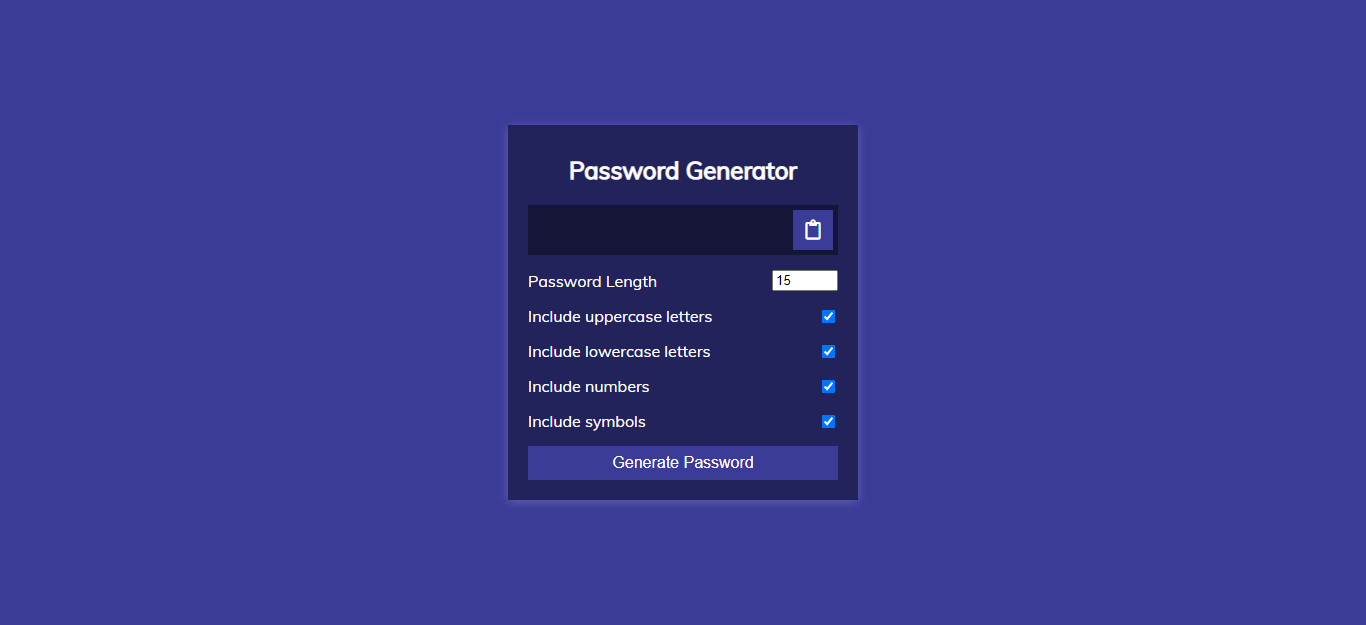 Password Generator
Password Length 15
Include uppercase letters
Include lowercase letters
Include numbers
Include symbols
Generate Password